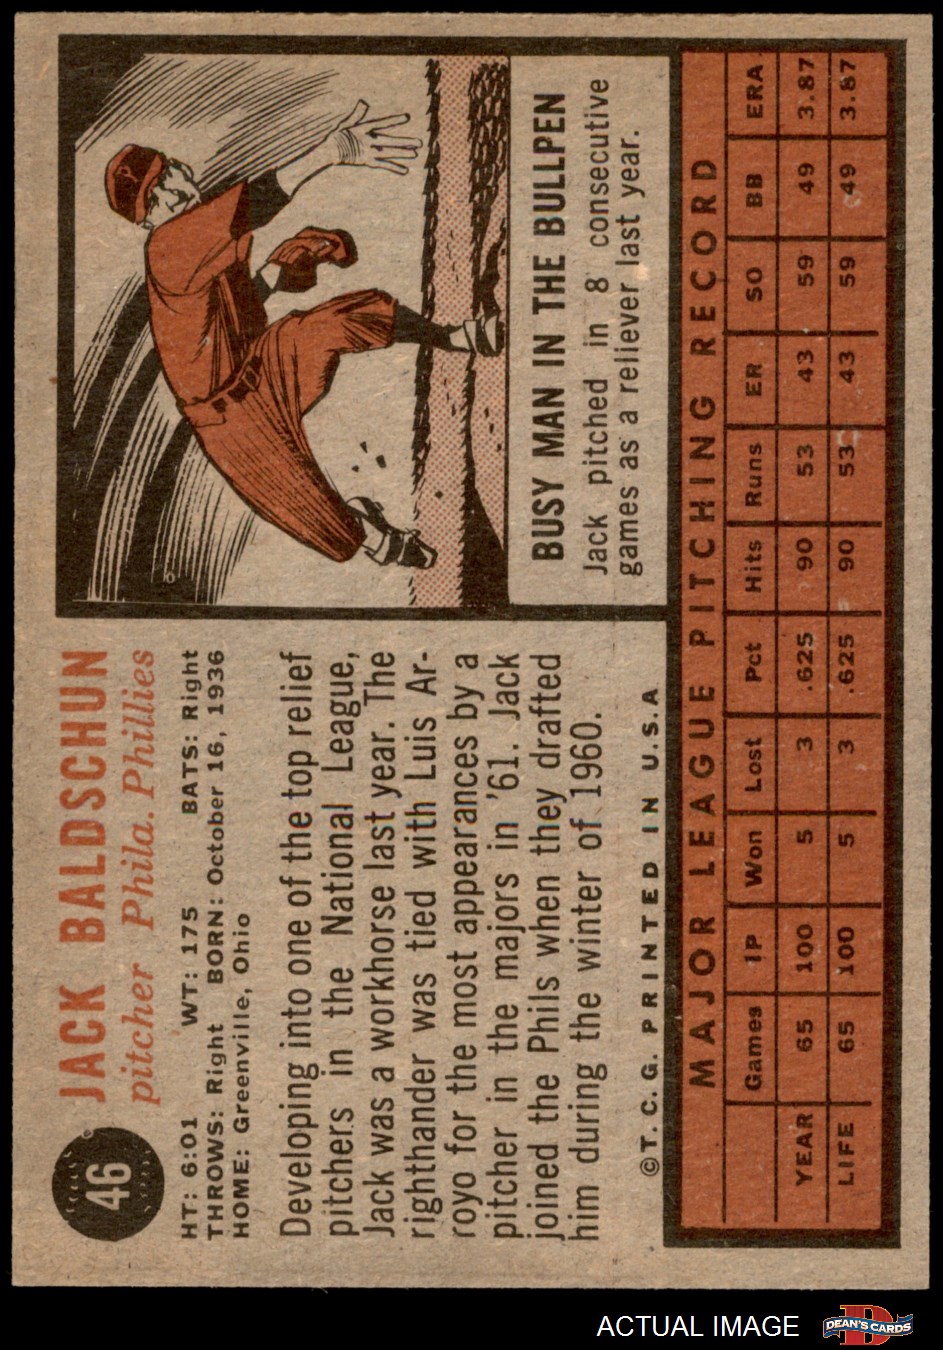 46
JACK BALDSCHUN
pitcher Phila. Phillies
HT: 6:01 WT: 175 BATS: Right
THROWS: Right BORN: October 16, 1936
HOME: Greenville, Ohio
Developing into one of the top relief
pitchers in the National League,
Jack was a workhorse last year. The
righthander was tied with Luis Ar-
royo for the most appearances by a
pitcher in the majors in '61. Jack
joined the Phils when they drafted
him during the winter of 1960.
©T. C. G. PRINTED IN U.S.A
BUSY MAN IN THE BULLPEN
Jack pitched in 8 consecutive
games as a reliever last year.
MAJOR LEAGUE PITCHING RECORD
Games IP Won Lost Pct Hits Runs ER SO BB ERA
YEAR 65 100 5 3 .625 90 53 43 59 49 3.87
LIFE 65 100 5 3 .625 90 53 43 59 49 3.87
ACTUAL IMAGE
DEAN'S CARDS